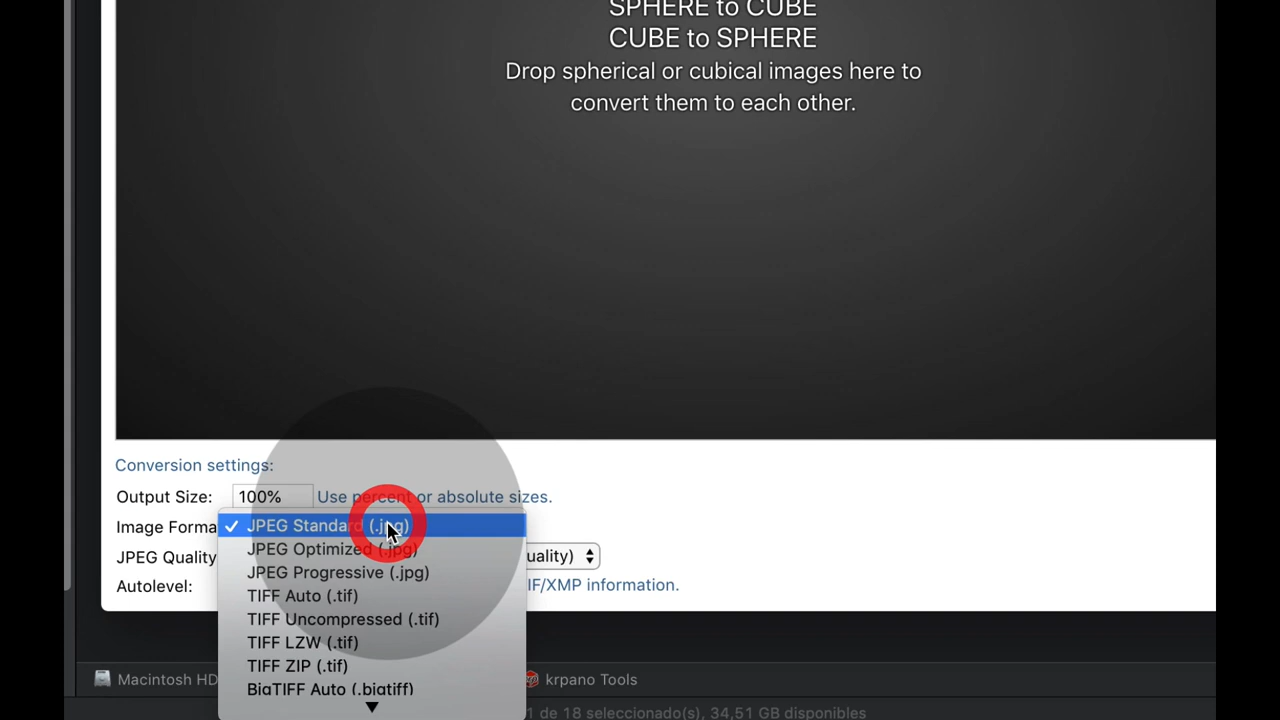 SPHERE to CUBE
CUBE to SPHERE
Drop spherical or cubical images here to
convert them to each other.
Conversion settings:
Output Size: 100% Use percent or absolute sizes.
Image Forma ✓ JPEG Standard (.jpg)
JPEG Optimized (.jpg)
JPEG Quality uality)
JPEG Progressive (.jpg)
Autolevel: IF/XMP information.
TIFF Auto (.tif)
TIFF Uncompressed (.tif)
TIFF LZW (.tif)
TIFF ZIP (.tif)
BigTIFF Auto (.bigtiff)
Macintosh HD krpano Tools
1 de 18 seleccionado(s), 34,51 GB disponibles